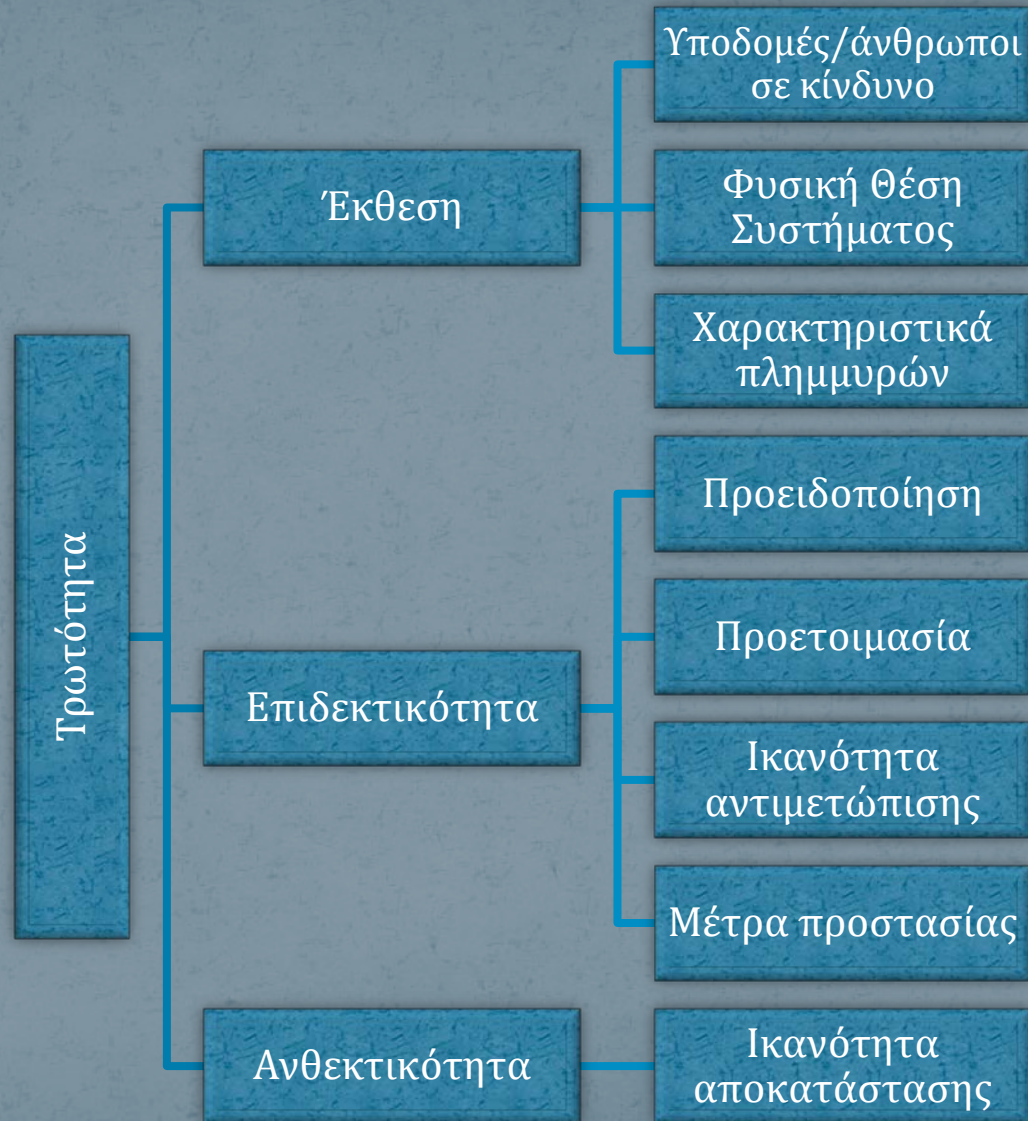 Τρωτότητα
Έκθεση
Υποδομές/άνθρωποι
σε κίνδυνο
Φυσική Θέση
Συστήματος
Χαρακτηριστικά
πλημμυρών
Επιδεκτικότητα
Προειδοποίηση
Προετοιμασία
Ικανότητα
αντιμετώπισης
Μέτρα προστασίας
Ανθεκτικότητα
Ικανότητα
αποκατάστασης